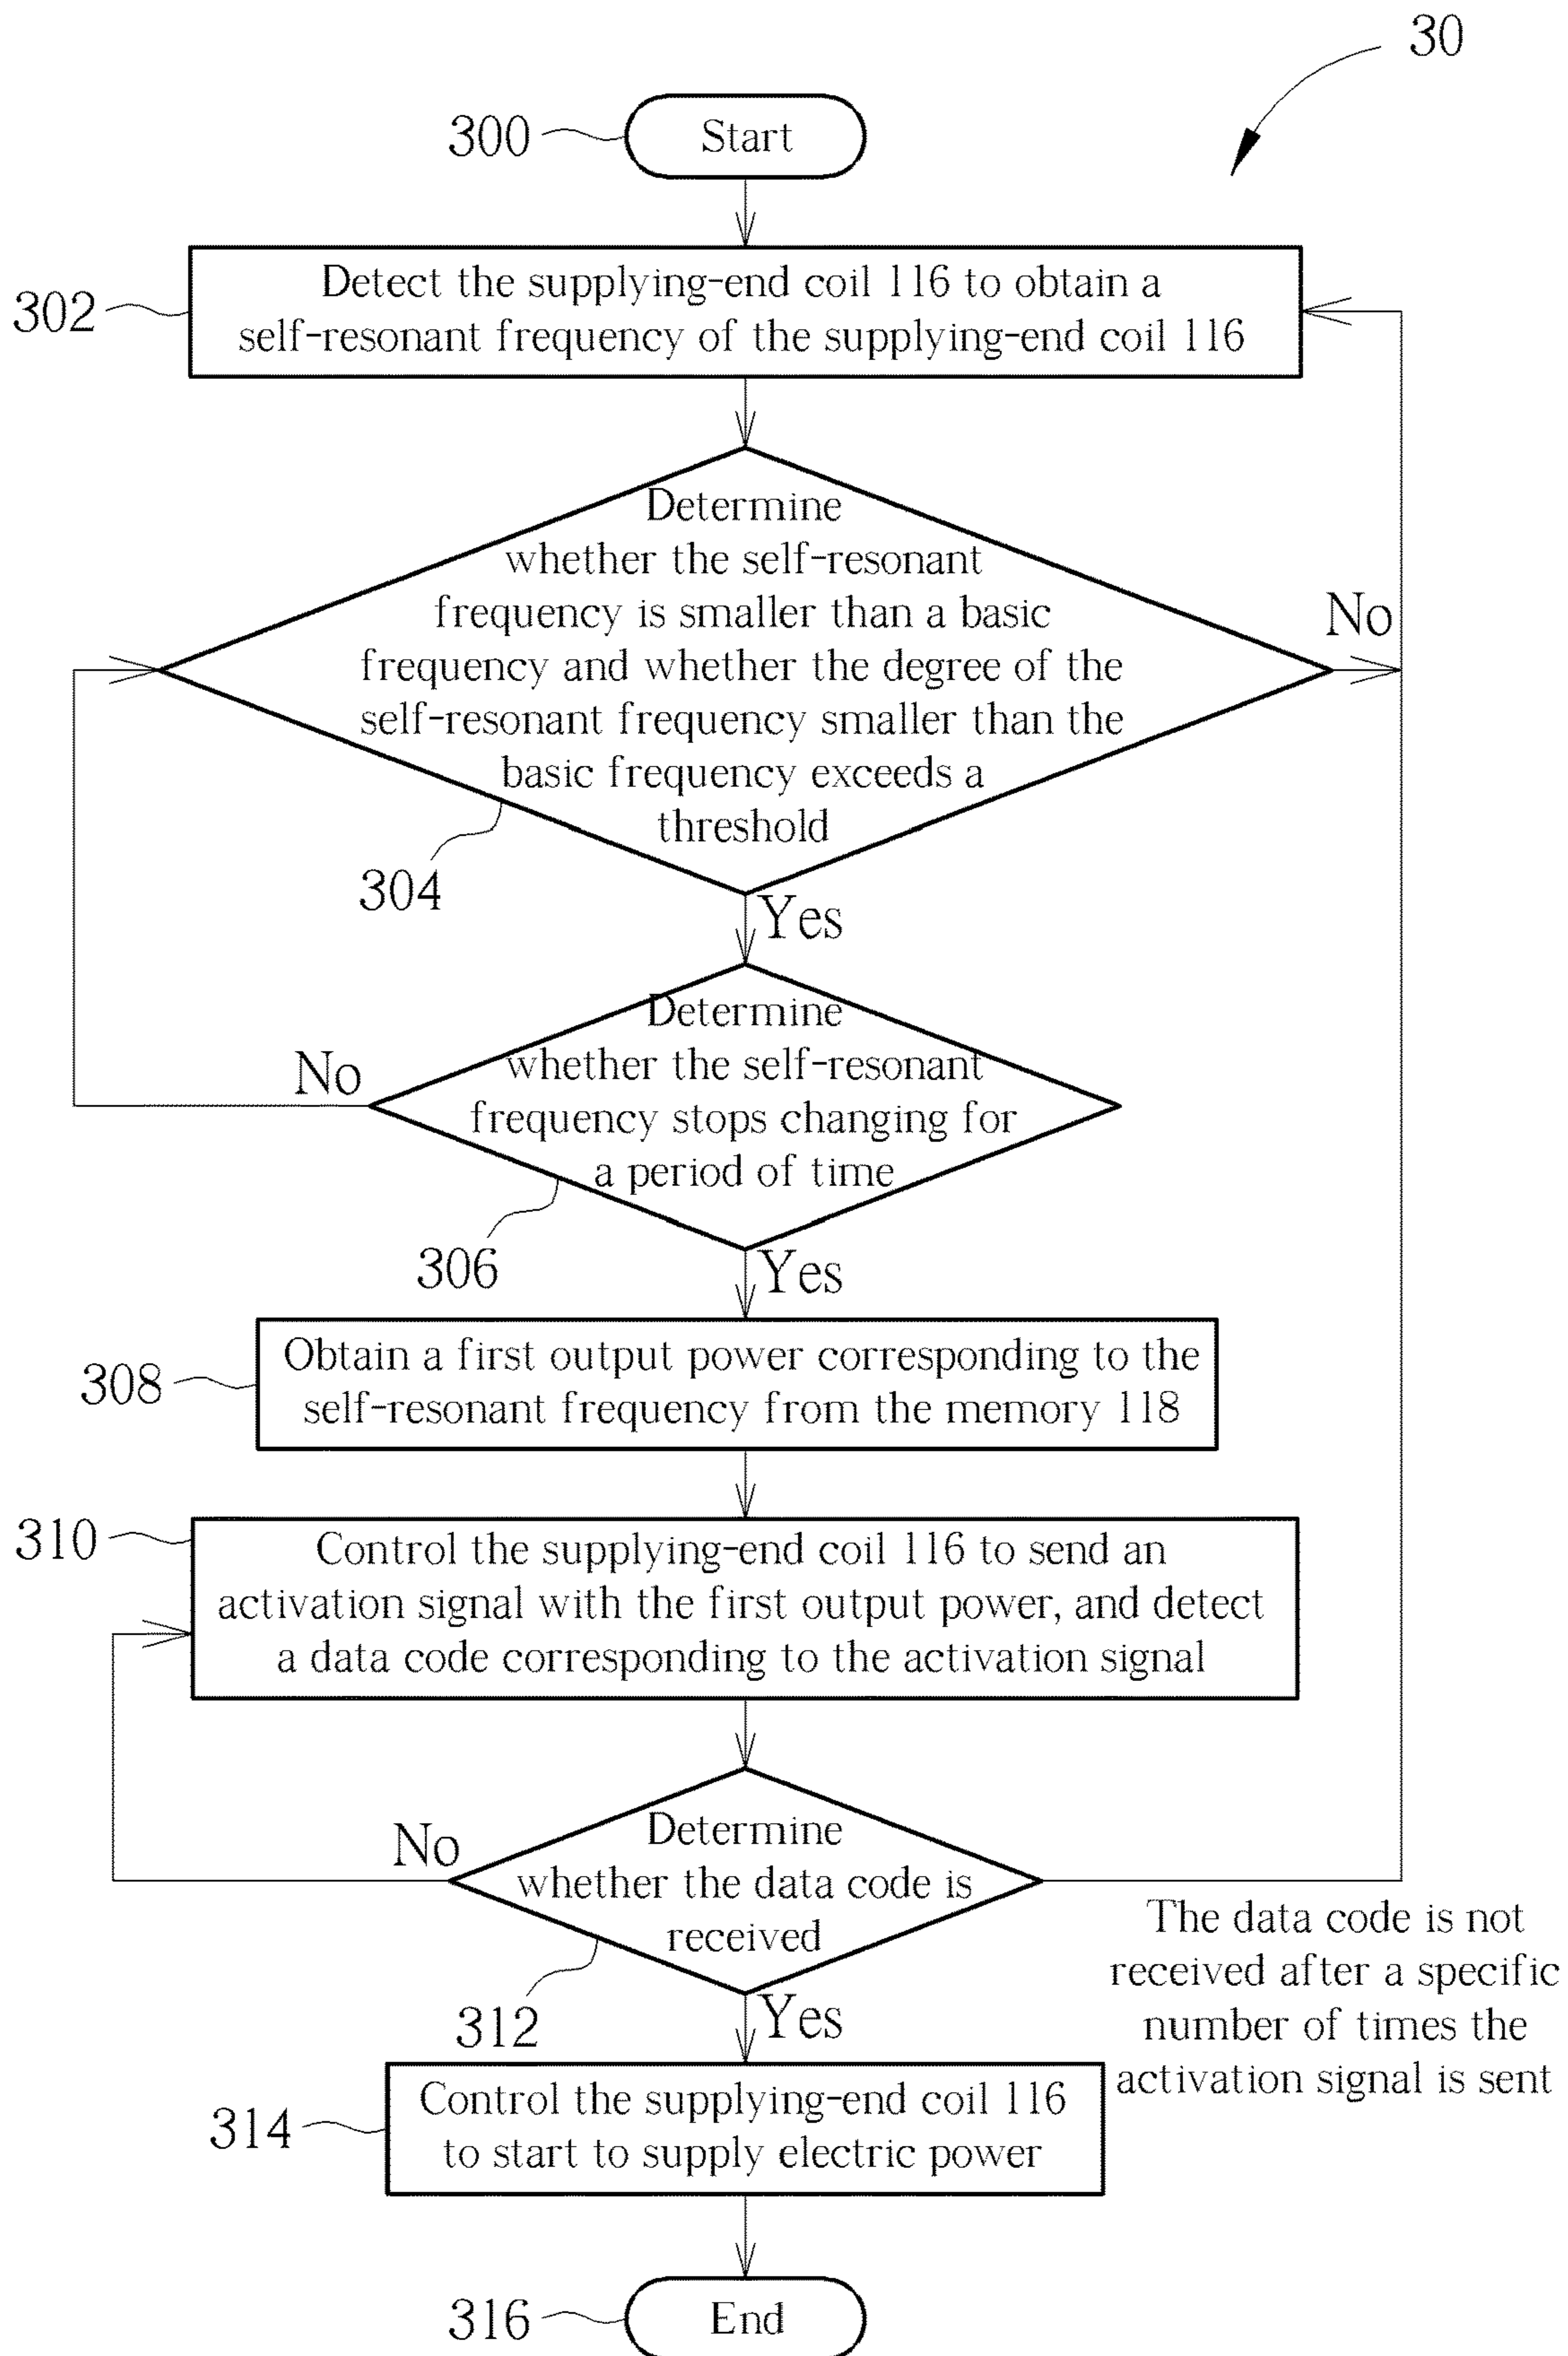 30
300
Start
302
Detect the supplying-end coil 116 to obtain a
self-resonant frequency of the supplying-end coil 116
Determine
whether the self-resonant
frequency is smaller than a basic
frequency and whether the degree of the
self-resonant frequency smaller than the
basic frequency exceeds a
threshold
No
304
Yes
Determine
whether the self-resonant
frequency stops changing for
a period of time
No
306
Yes
308
Obtain a first output power corresponding to the
self-resonant frequency from the memory 118
310
Control the supplying-end coil 116 to send an
activation signal with the first output power, and detect
a data code corresponding to the activation signal
No
Determine
whether the data code is
received
The data code is not
received after a specific
number of times the
activation signal is sent
312
Yes
314
Control the supplying-end coil 116
to start to supply electric power
316
End